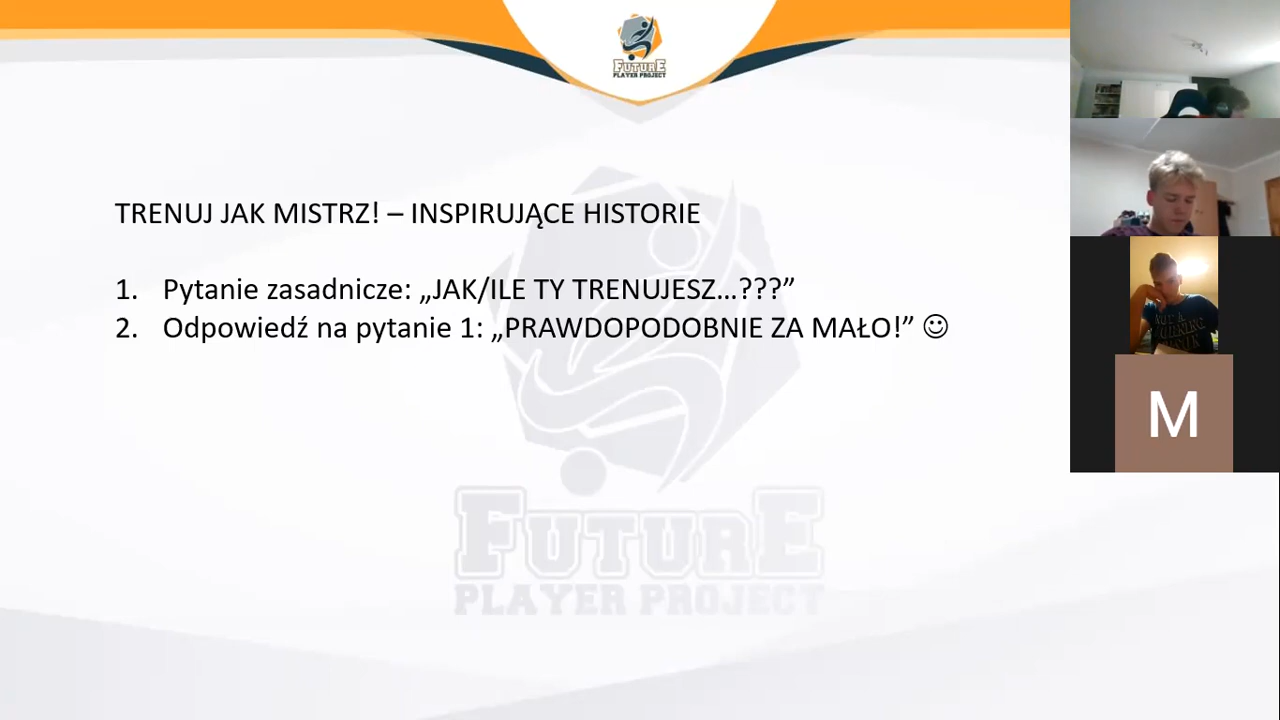 FUTURE
PLAYER PROJECT
TRENUJ JAK MISTRZ! – INSPIRUJĄCE HISTORIE
1. Pytanie zasadnicze: „JAK/ILE TY TRENUJESZ...???”
2. Odpowiedź na pytanie 1: „PRAWDOPODOBNIE ZA MAŁO!” ☺
FUTURE
PLAYER PROJECT
M